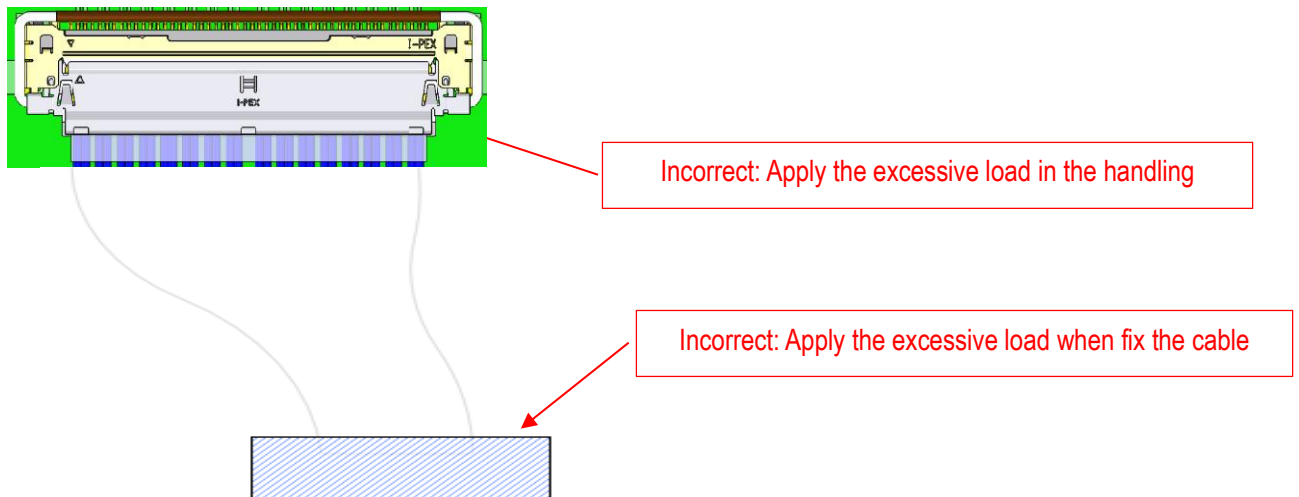 I-PEX
I-PEX
Incorrect: Apply the excessive load in the handling
Incorrect: Apply the excessive load when fix the cable